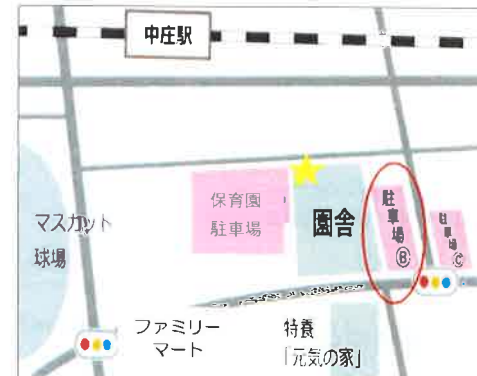 中庄駅
保育園
駐車場
園舎
駐車場Ⓑ
駐車場Ⓒ
マスカット
球場
ファミリー
マート
特養
「元気の家」